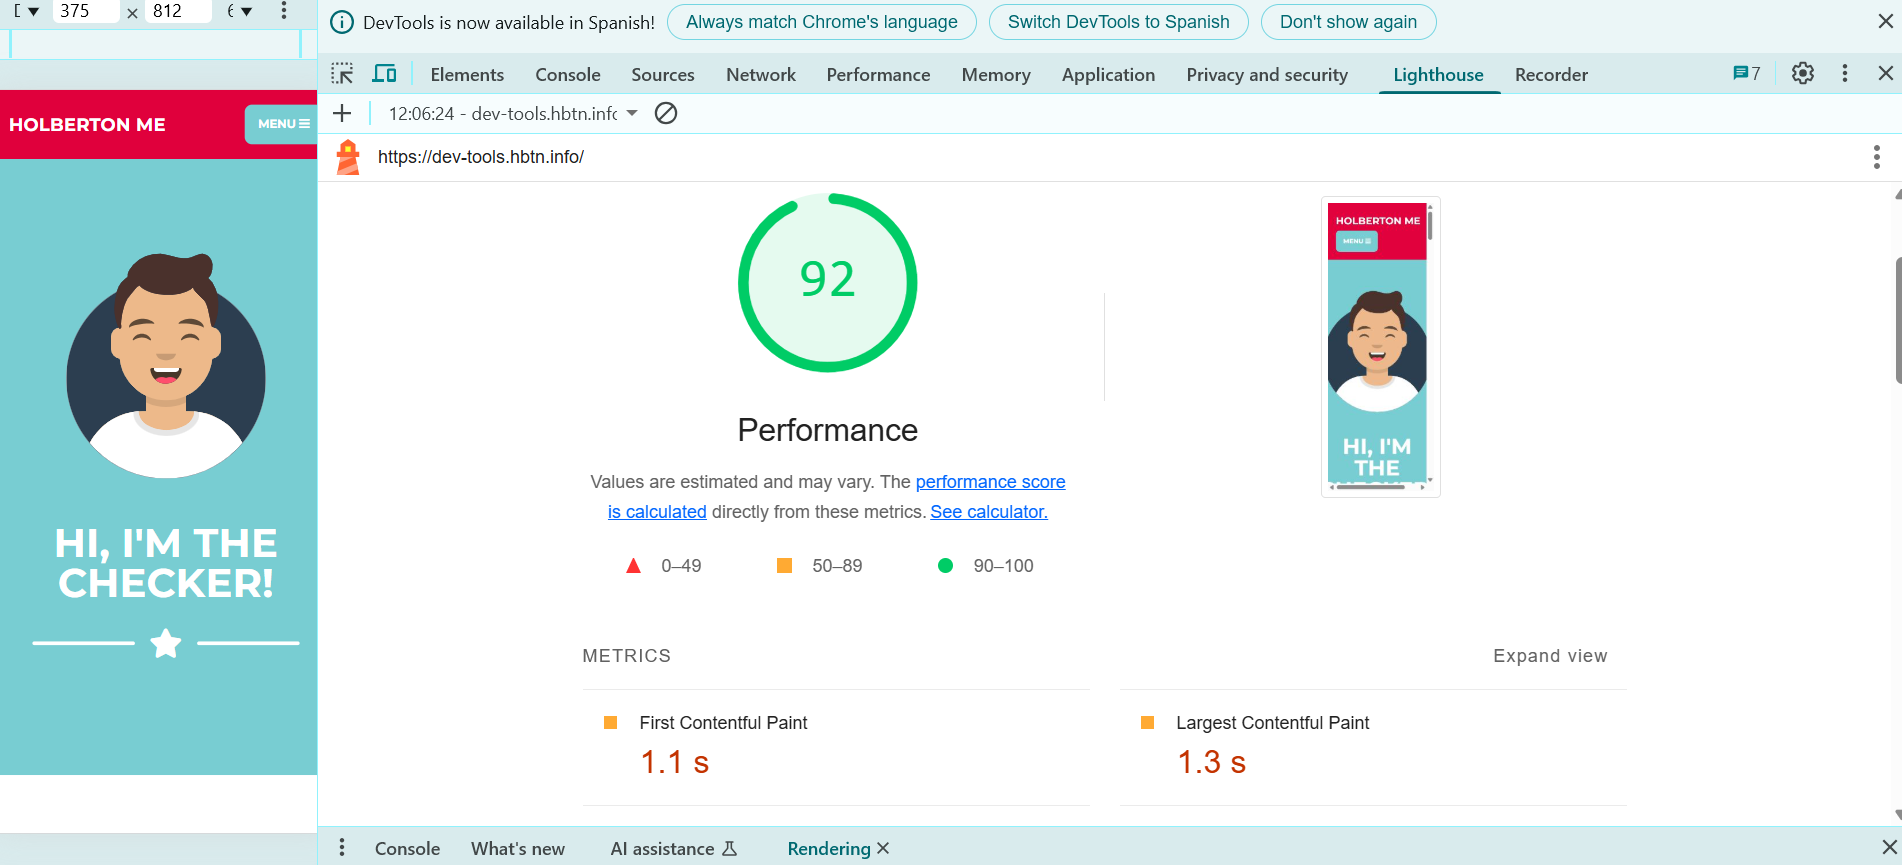 375 × 812
DevTools is now available in Spanish! Always match Chrome's language Switch DevTools to Spanish Don't show again
Elements Console Sources Network Performance Memory Application Privacy and security Lighthouse Recorder 7
12:06:24 - dev-tools.hbtn.info
https://dev-tools.hbtn.info/
HOLBERTON ME MENU
HI, I'M THE
CHECKER!
92
Performance
Values are estimated and may vary. The performance score
is calculated directly from these metrics. See calculator.
0–49 50–89 90–100
HOLBERTON ME
MENU
HI, I'M
THE
METRICS Expand view
First Contentful Paint
1.1 s
Largest Contentful Paint
1.3 s
Console What's new AI assistance Rendering